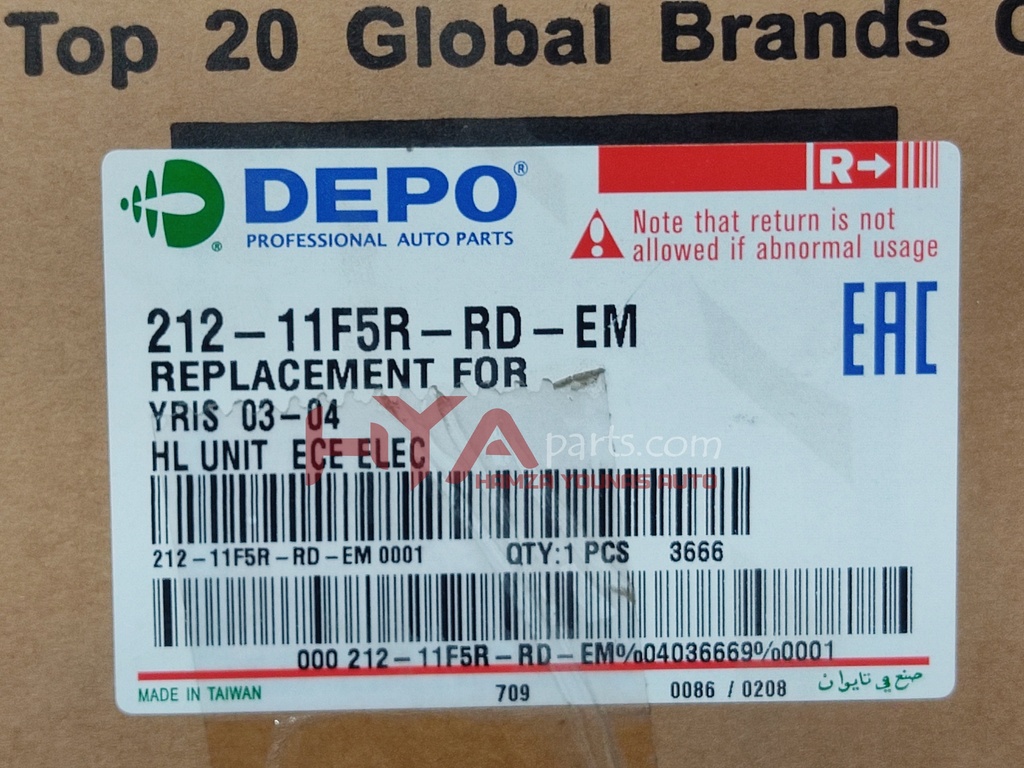 Top 20 Global Brands
DEPO®
PROFESSIONAL AUTO PARTS
®
R→
Note that return is not
allowed if abnormal usage
EAC
212-11F5R-RD-EM
REPLACEMENT FOR
YRIS 03-04
HL UNIT ECE ELEC
HYAparts.com
HAMZA YOUNAS AUTO
212-11F5R-RD-EM 0001 QTY:1 PCS 3666
000 212-11F5R-RD-EM%04036669%0001
MADE IN TAIWAN 709 0086 / 0208 صنع في تايوان